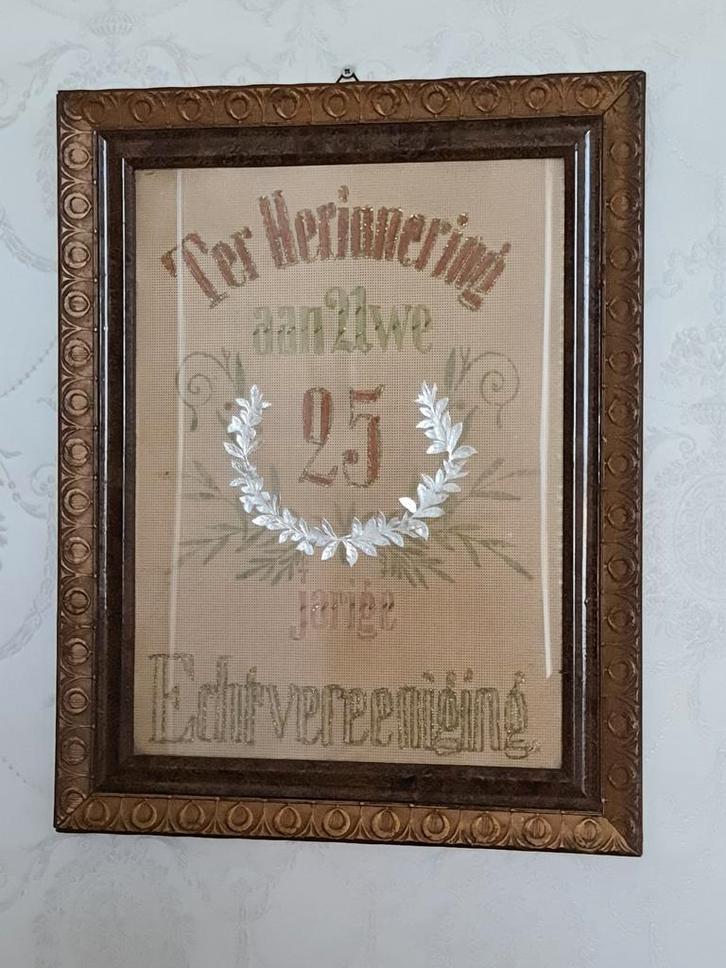 Ter Herinnering
aan Uwe
25
jarige
Echtvereeniging